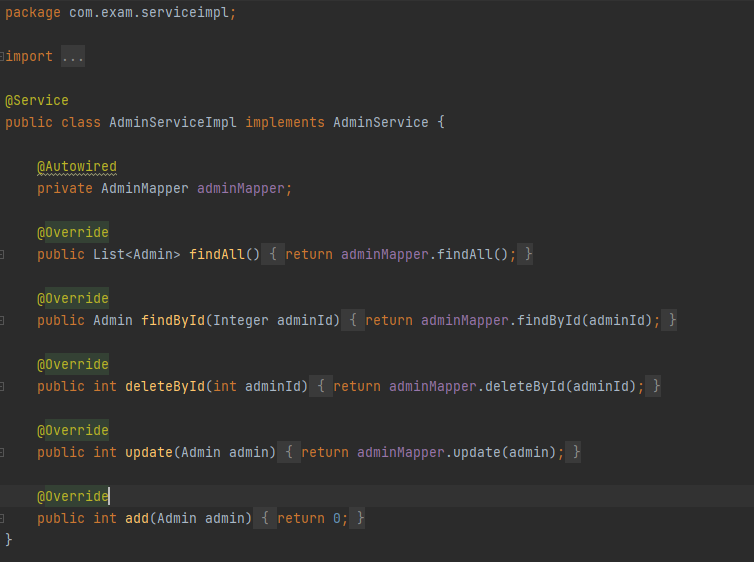 package com.exam.serviceimpl;
import ...
@Service
public class AdminServiceImpl implements AdminService {
@Autowired
private AdminMapper adminMapper;
@Override
public List<Admin> findAll() { return adminMapper.findAll(); }
@Override
public Admin findById(Integer adminId) { return adminMapper.findById(adminId); }
@Override
public int deleteById(int adminId) { return adminMapper.deleteById(adminId); }
@Override
public int update(Admin admin) { return adminMapper.update(admin); }
@Override
public int add(Admin admin) { return 0; }
}